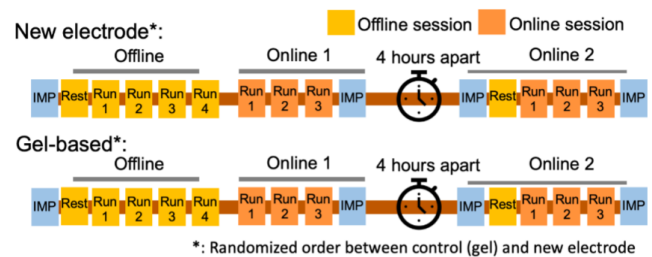 Offline session Online session
New electrode*:
Offline Online 1 4 hours apart Online 2
IMP Rest Run 1 Run 2 Run 3 Run 4 Run 1 Run 2 Run 3 IMP IMP Rest Run 1 Run 2 Run 3 IMP
Gel-based*:
Offline Online 1 4 hours apart Online 2
IMP Rest Run 1 Run 2 Run 3 Run 4 Run 1 Run 2 Run 3 IMP IMP Rest Run 1 Run 2 Run 3 IMP
*: Randomized order between control (gel) and new electrode